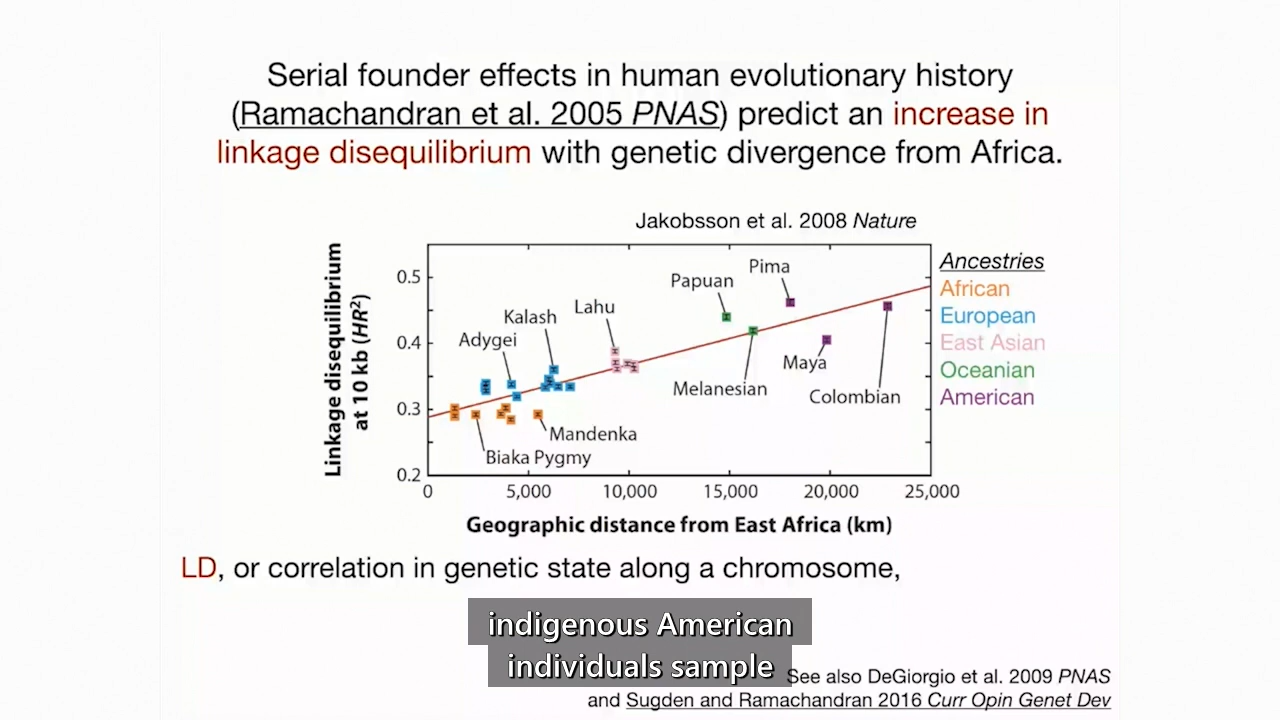 Serial founder effects in human evolutionary history
(Ramachandran et al. 2005 PNAS) predict an increase in
linkage disequilibrium with genetic divergence from Africa.
Jakobsson et al. 2008 Nature
Linkage disequilibrium
at 10 kb (HR²)
0.5
0.4
0.3
0.2
Adygei
Kalash
Lahu
Papuan
Pima
Biaka Pygmy
Mandenka
Melanesian
Maya
Colombian
Ancestries
African
European
East Asian
Oceanian
American
0 5,000 10,000 15,000 20,000 25,000
Geographic distance from East Africa (km)
LD, or correlation in genetic state along a chromosome,
indigenous American
individuals sample
See also DeGiorgio et al. 2009 PNAS
and Sugden and Ramachandran 2016 Curr Opin Genet Dev